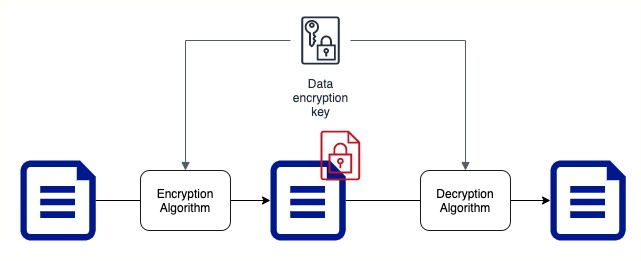 Data
encryption
key
Encryption
Algorithm
Decryption
Algorithm